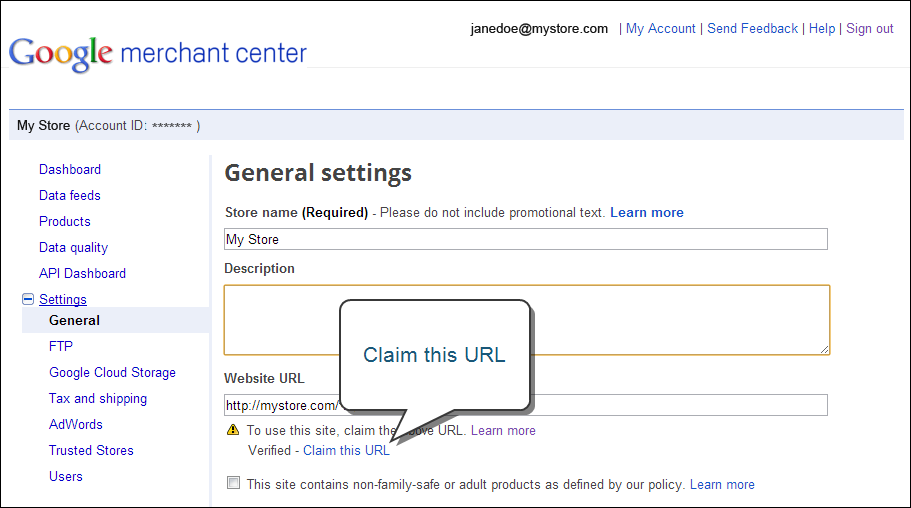 janedoe@mystore.com | My Account | Send Feedback | Help | Sign out
Google merchant center
My Store (Account ID: ******* )
Dashboard
Data feeds
Products
Data quality
API Dashboard
Settings
General
FTP
Google Cloud Storage
Tax and shipping
AdWords
Trusted Stores
Users
General settings
Store name (Required) - Please do not include promotional text. Learn more
My Store
Description
Claim this URL
Website URL
http://mystore.com/
To use this site, claim the above URL. Learn more
Verified - Claim this URL
This site contains non-family-safe or adult products as defined by our policy. Learn more